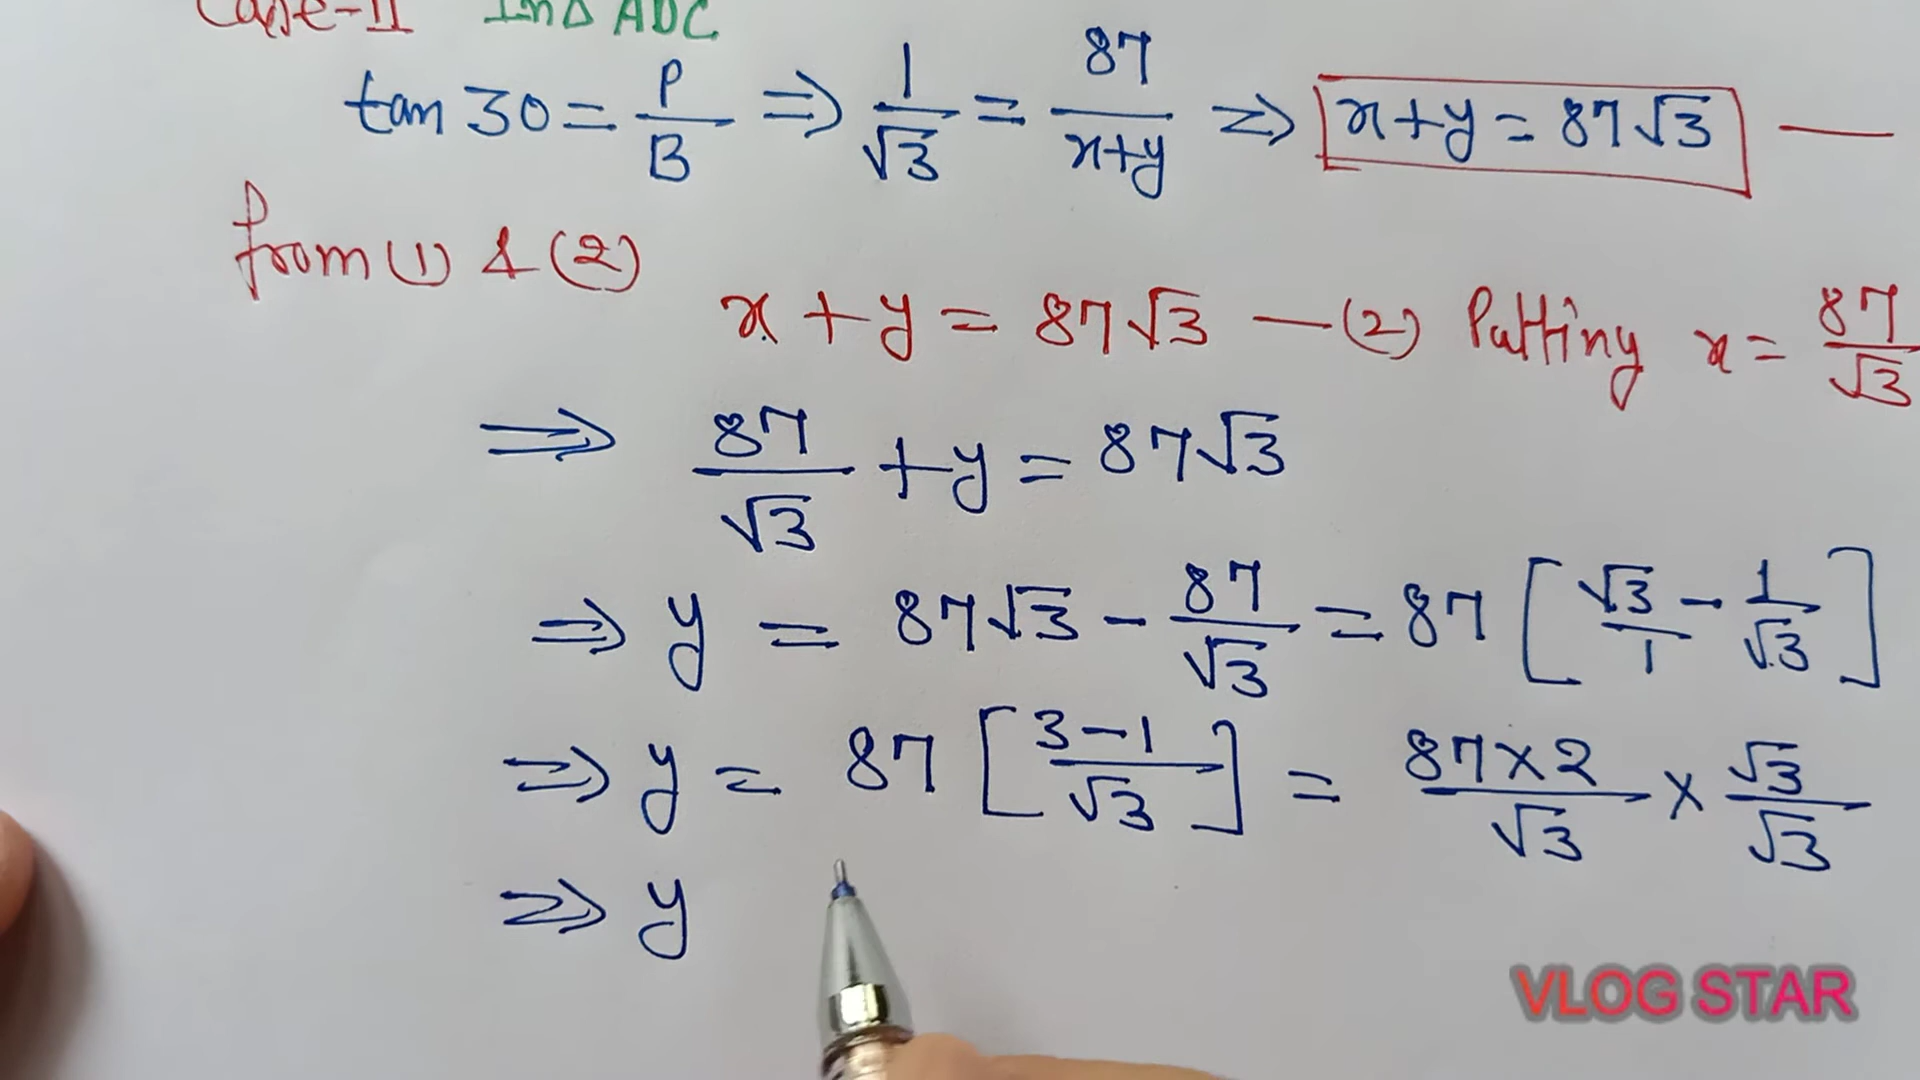 Case-II In Δ ADC
tan 30 = P/B ⇒ 1/√3 = 87/x+y ⇒ x+y = 87√3 —
from (1) & (2)
x + y = 87√3 — (2) Putting x = 87/√3
⇒ 87/√3 + y = 87√3
⇒ y = 87√3 - 87/√3 = 87 [√3/1 - 1/√3]
⇒ y = 87 [3-1/√3] = 87×2/√3 × √3/√3
⇒ y
VLOG STAR